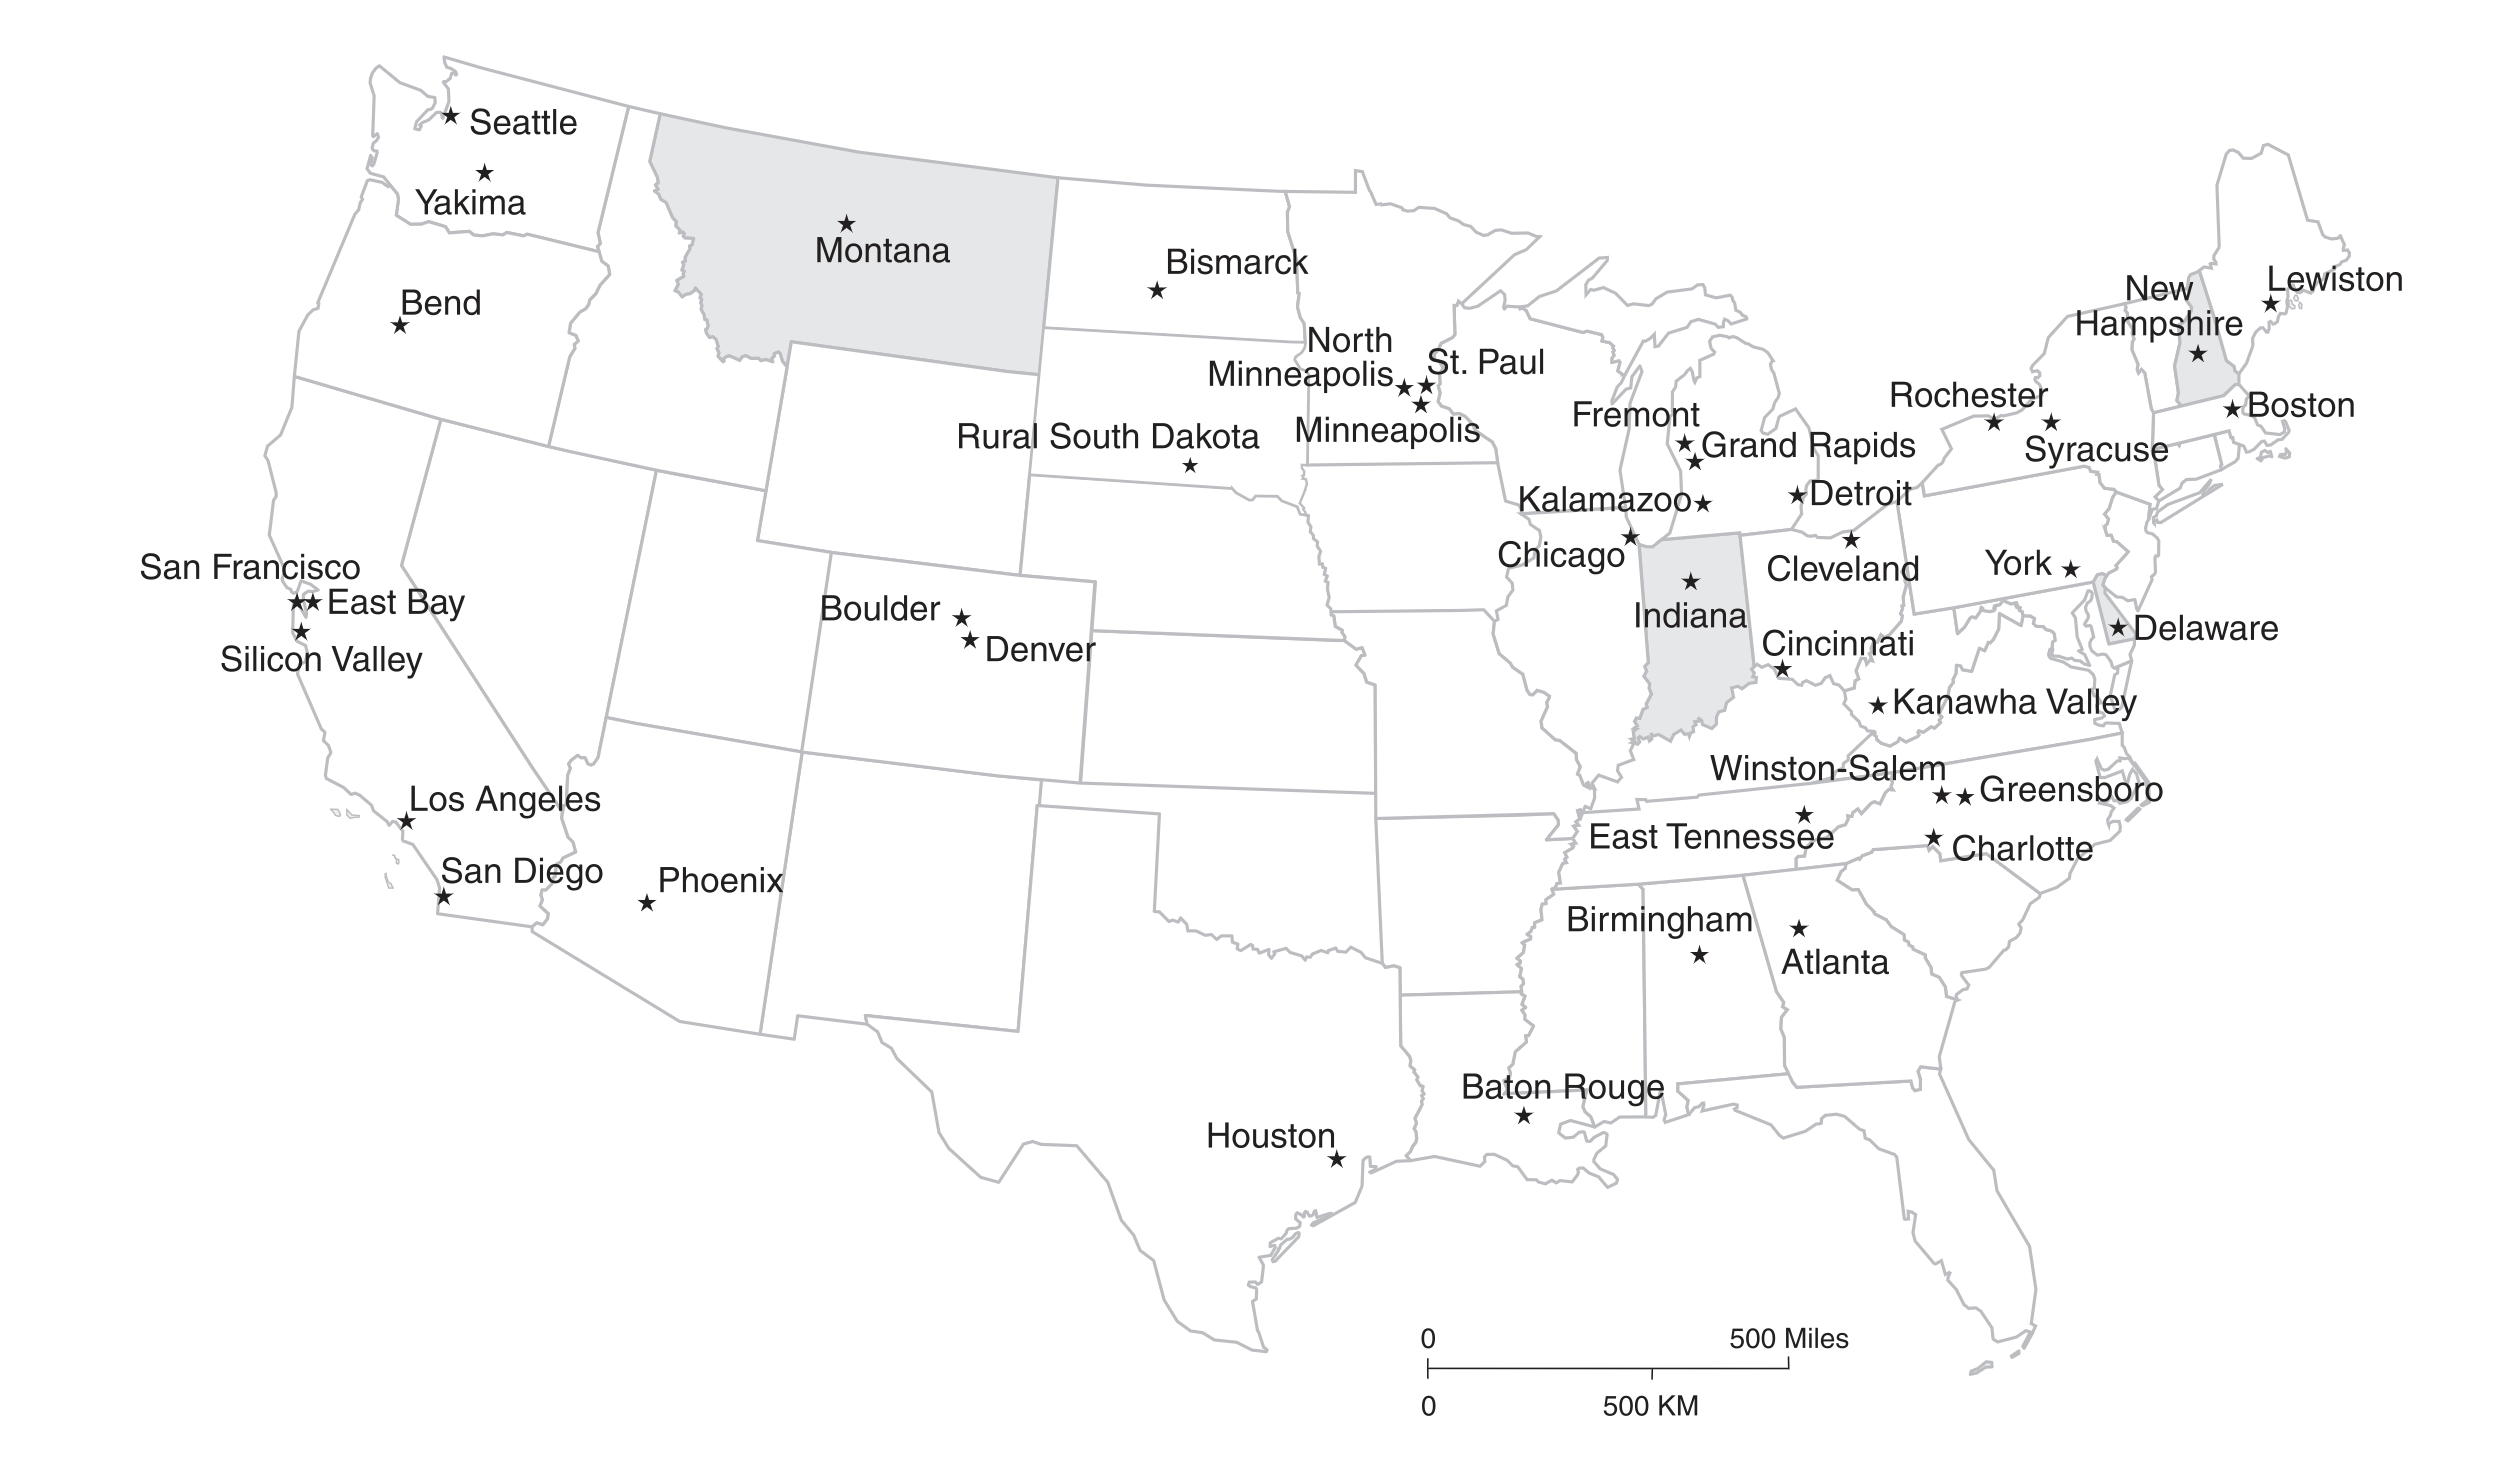 Seattle
Yakima
Montana
Bismarck
Bend
New
Hampshire
Lewiston
North
Minneapolis
St. Paul
Minneapolis
Rural South Dakota
Fremont
Grand Rapids
Kalamazoo
Detroit
Rochester
Syracuse
Boston
San Francisco
East Bay
Silicon Valley
Boulder
Denver
Chicago
Indiana
Cleveland
Cincinnati
York
Delaware
Kanawha Valley
Los Angeles
San Diego
Phoenix
Winston-Salem
Greensboro
East Tennessee
Charlotte
Birmingham
Atlanta
Baton Rouge
Houston
0 500 Miles
0 500 KM